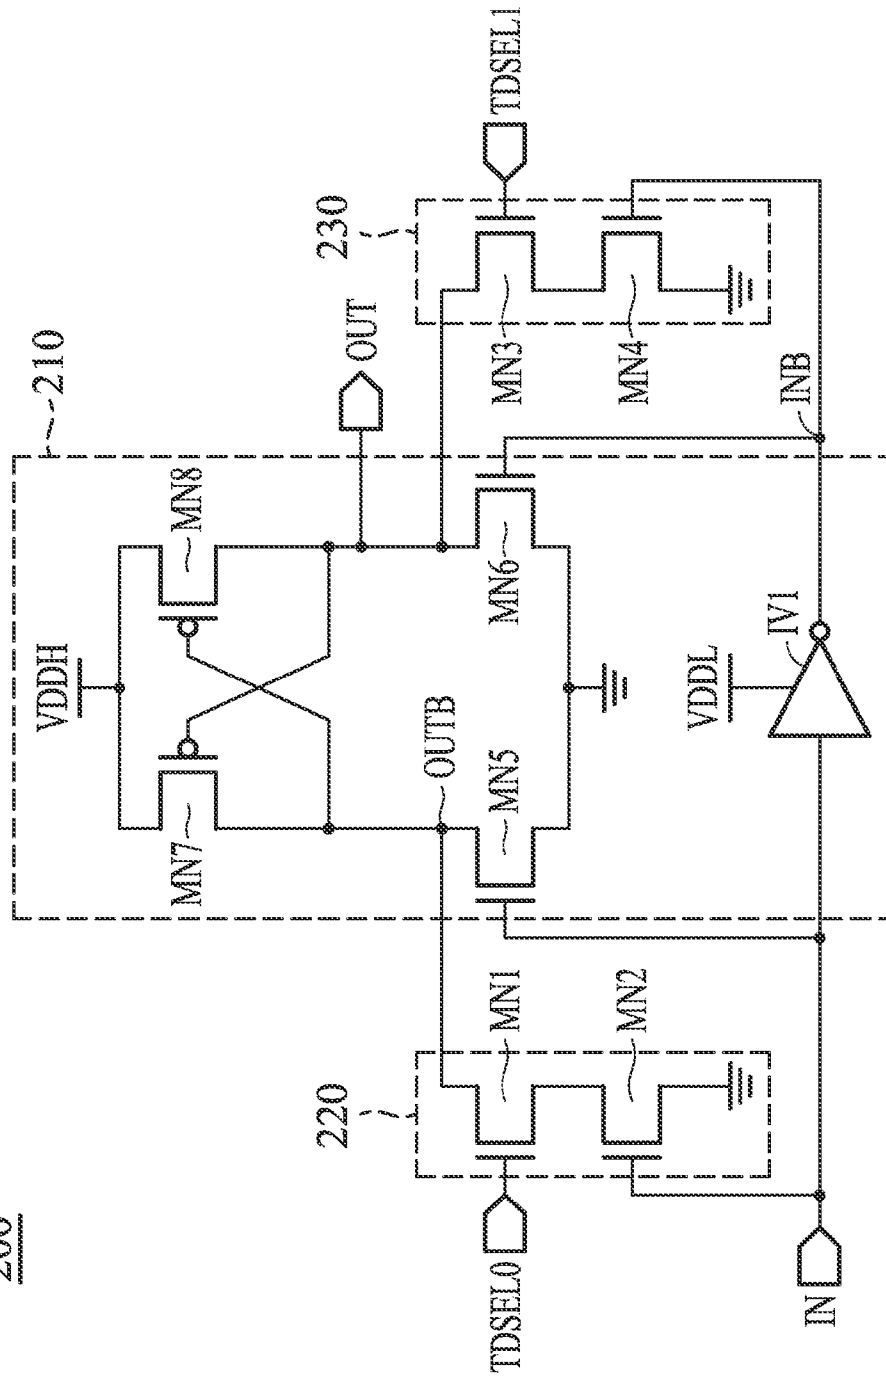 200
210
VDDH
MN7
MN8
OUT
OUTB
220
230
TDSEL0
MN1
MN5
MN6
MN3
TDSEL1
MN2
MN4
VDDL
IV1
INB
IN